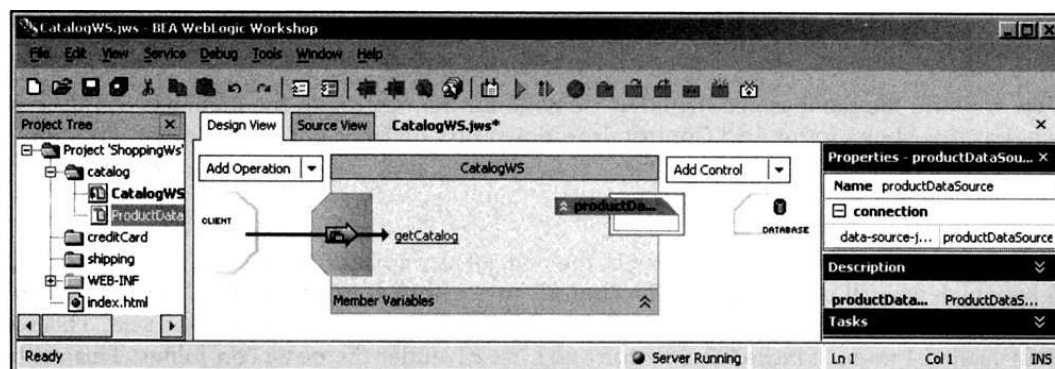 CatalogWS.jws - BEA WebLogic Workshop
File Edit View Service Debug Tools Window Help
Project Tree
Design View
Source View
CatalogWS.jws*
Project 'ShoppingWs'
catalog
CatalogWS
ProductData
creditCard
shipping
WEB-INF
index.html
Add Operation
CatalogWS
Add Control
CLIENT
getCatalog
productDa...
DATABASE
Member Variables
Properties - productDataSou...
Name productDataSource
connection
data-source-j... productDataSource
Description
productData... ProductDataS...
Tasks
Ready
Server Running
Ln 1
Col 1
INS